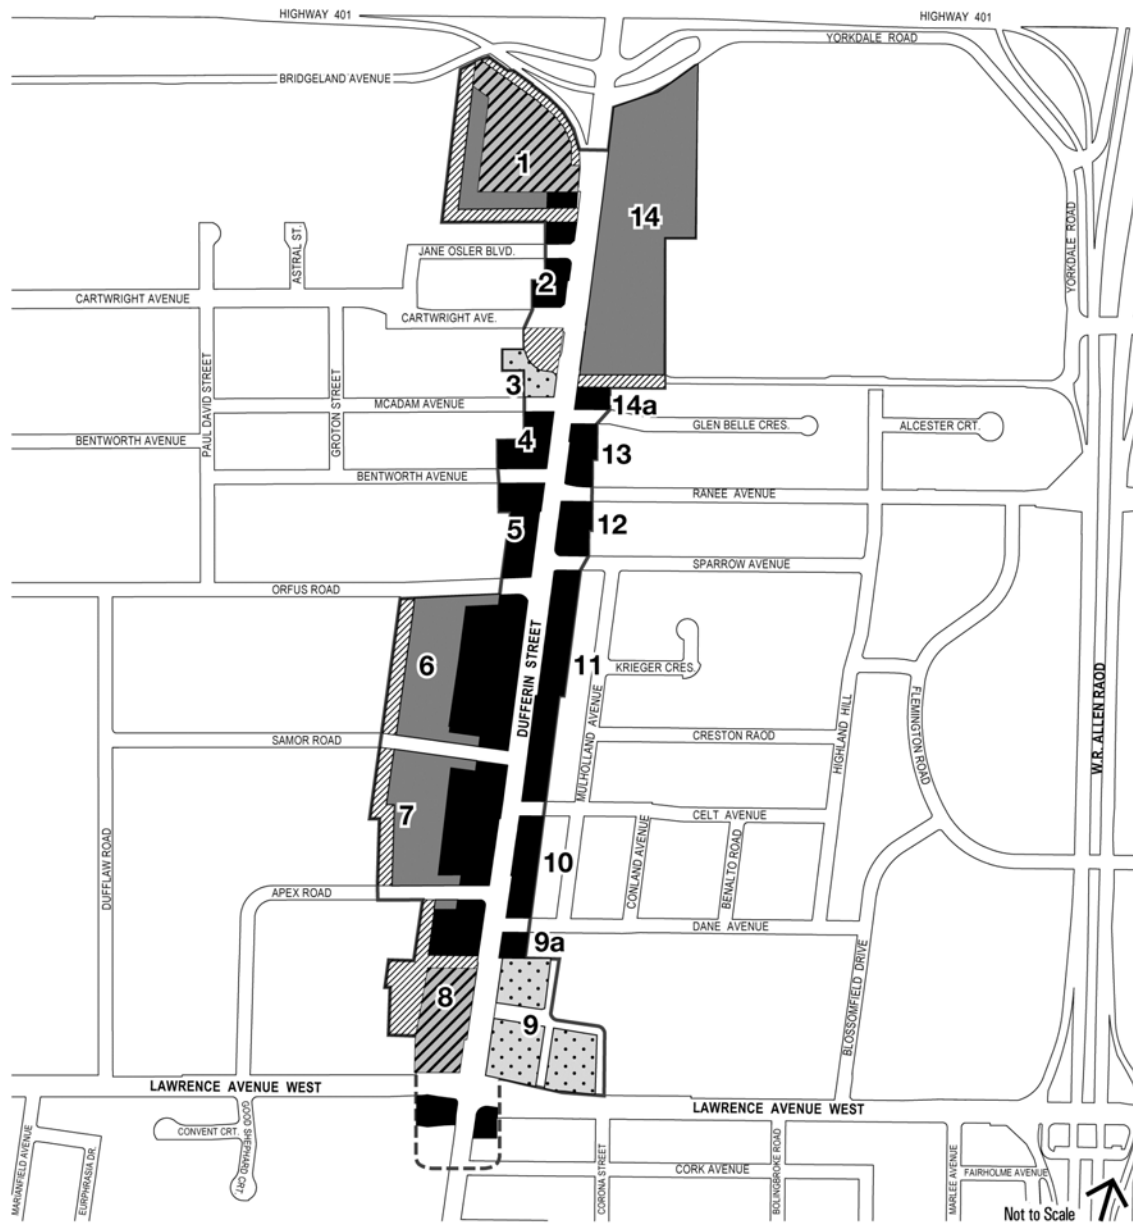 HIGHWAY 401
HIGHWAY 401
YORKDALE ROAD
BRIDGELAND AVENUE
1
14
YORKDALE ROAD
ASTRAL ST.
JANE OSLER BLVD.
2
CARTWRIGHT AVENUE
CARTWRIGHT AVE.
PAUL DAVID STREET
GROTON STREET
3
MCADAM AVENUE
14a
GLEN BELLE CRES.
ALCESTER CRT.
BENTWORTH AVENUE
4
13
BENTWORTH AVENUE
RANEE AVENUE
5
12
SPARROW AVENUE
ORFUS ROAD
DUFFERIN STREET
6
11
KRIEGER CRES.
MULHOLLAND AVENUE
HIGHLAND HILL
FLEMINGTON ROAD
W.R. ALLEN RAOD
SAMOR ROAD
CRESTON RAOD
7
CELT AVENUE
DUFFLAW ROAD
10
CONLAND AVENUE
BENALTO ROAD
APEX ROAD
DANE AVENUE
9a
BLOSSOMFIELD DRIVE
8
9
LAWRENCE AVENUE WEST
LAWRENCE AVENUE WEST
MARIANFIELD AVENUE
EURPHRASIA DR.
CONVENT CRT.
GOOD SHEPHARD CRT.
CORONA STREET
CORK AVENUE
BOLINGBROKE ROAD
MARLEE AVENUE
FAIRHOLME AVENUE
Not to Scale